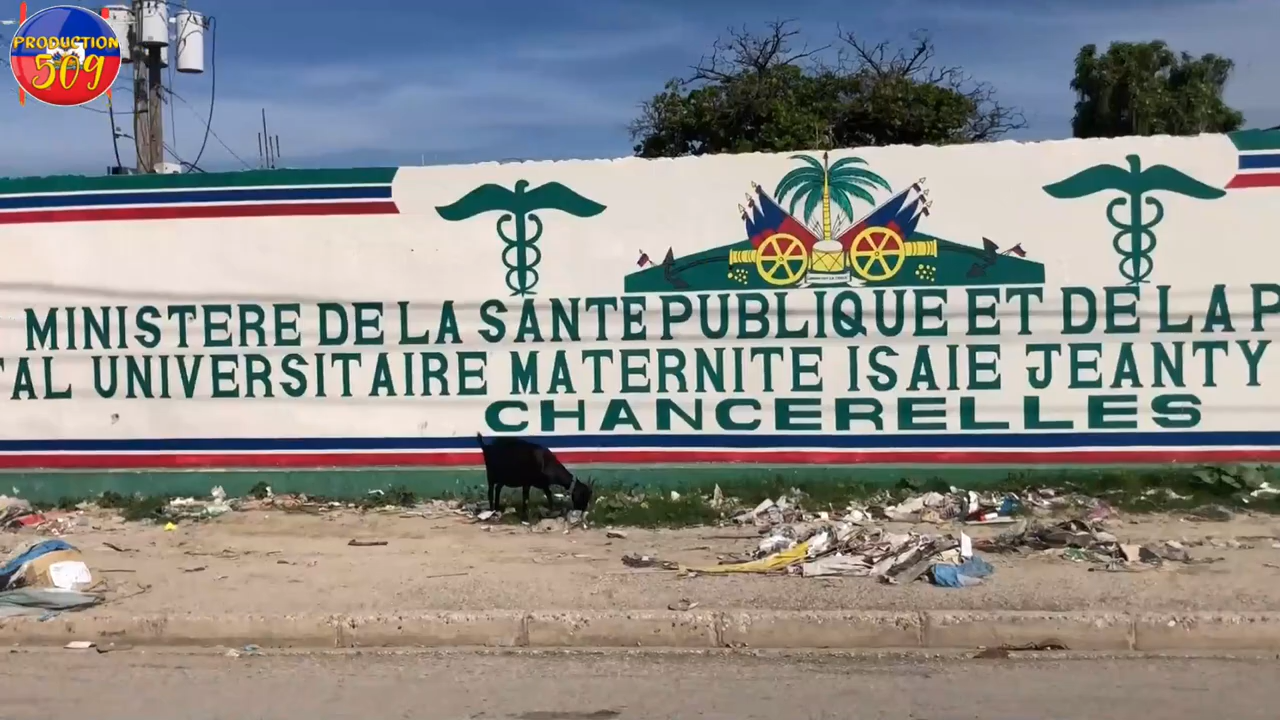 PRODUCTION
509
MINISTERE DE LA SANTE PUBLIQUE ET DE LA P
TAL UNIVERSITAIRE MATERNITE ISAIE JEANTY
CHANCERELLES